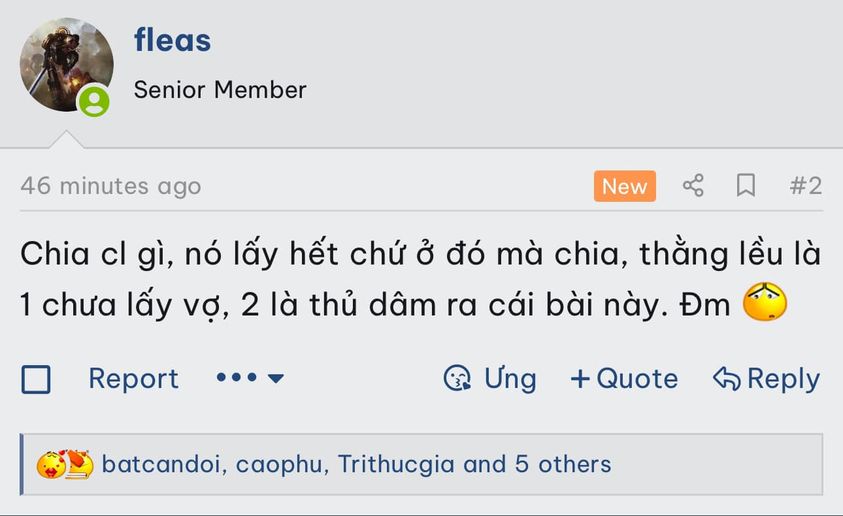 fleas
Senior Member
46 minutes ago
New
#2
Chia cl gì, nó lấy hết chứ ở đó mà chia, thằng lều là
1 chưa lấy vợ, 2 là thủ dâm ra cái bài này. Đm
Report
Ưng
+Quote
Reply
batcandoi, caophu, Trithucgia and 5 others